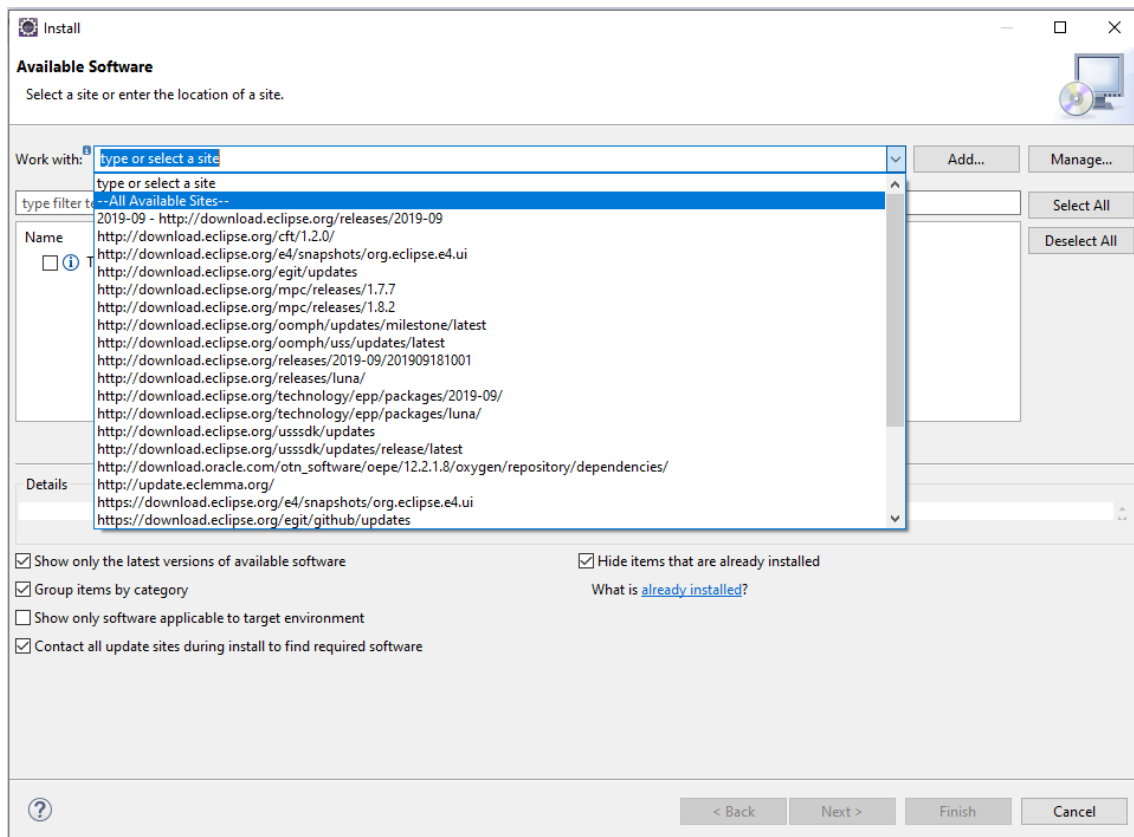 Install
Available Software
Select a site or enter the location of a site.
Work with: type or select a site Add... Manage...
type or select a site
--All Available Sites--
2019-09 - http://download.eclipse.org/releases/2019-09
http://download.eclipse.org/cft/1.2.0/
http://download.eclipse.org/e4/snapshots/org.eclipse.e4.ui
http://download.eclipse.org/egit/updates
http://download.eclipse.org/mpc/releases/1.7.7
http://download.eclipse.org/mpc/releases/1.8.2
http://download.eclipse.org/oomph/updates/milestone/latest
http://download.eclipse.org/oomph/uss/updates/latest
http://download.eclipse.org/releases/2019-09/201909181001
http://download.eclipse.org/releases/luna/
http://download.eclipse.org/technology/epp/packages/2019-09/
http://download.eclipse.org/technology/epp/packages/luna/
http://download.eclipse.org/usssdk/updates
http://download.eclipse.org/usssdk/updates/release/latest
http://download.oracle.com/otn_software/oepe/12.2.1.8/oxygen/repository/dependencies/
http://update.eclemma.org/
https://download.eclipse.org/e4/snapshots/org.eclipse.e4.ui
https://download.eclipse.org/egit/github/updates
type filter te
Select All
Name
Deselect All
T
Details
Show only the latest versions of available software
Hide items that are already installed
Group items by category
What is already installed?
Show only software applicable to target environment
Contact all update sites during install to find required software
< Back Next > Finish Cancel